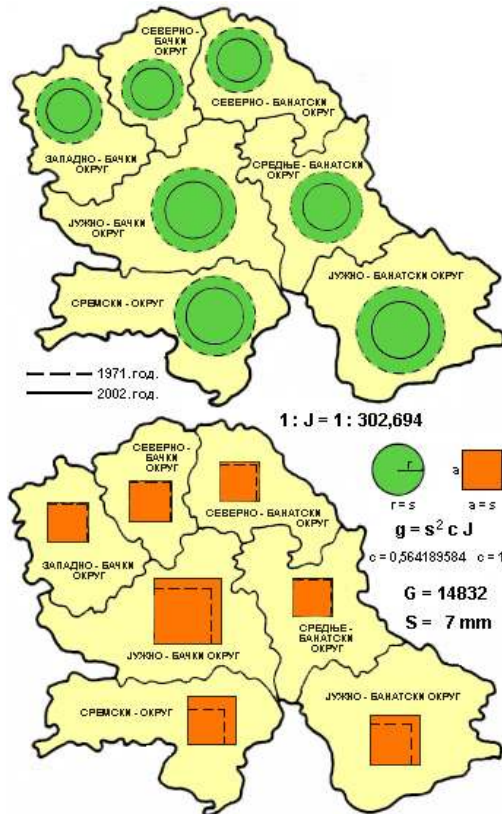 СЕВЕРНО -
БАЧКИ
ОКРУГ
СЕВЕРНО - БАНАТСКИ
ОКРУГ
ЗАПАДНО - БАЧКИ
ОКРУГ
СРЕДЊЕ - БАНАТСКИ
ОКРУГ
ЈУЖНО - БАЧКИ
ОКРУГ
ЈУЖНО - БАНАТСКИ ОКРУГ
СРЕМСКИ - ОКРУГ
1971.год.
2002.год.
1 : J = 1 : 302,694
СЕВЕРНО -
БАЧКИ
ОКРУГ
СЕВЕРНО - БАНАТСКИ
ОКРУГ
r
a
r = s
a = s
ЗАПАДНО - БАЧКИ
ОКРУГ
g = s² c J
c = 0,564189584 c = 1
G = 14832
S = 7 mm
СРЕДЊЕ -
БАНАТСКИ
ОКРУГ
ЈУЖНО - БАЧКИ ОКРУГ
ЈУЖНО - БАНАТСКИ ОКРУГ
СРЕМСКИ - ОКРУГ